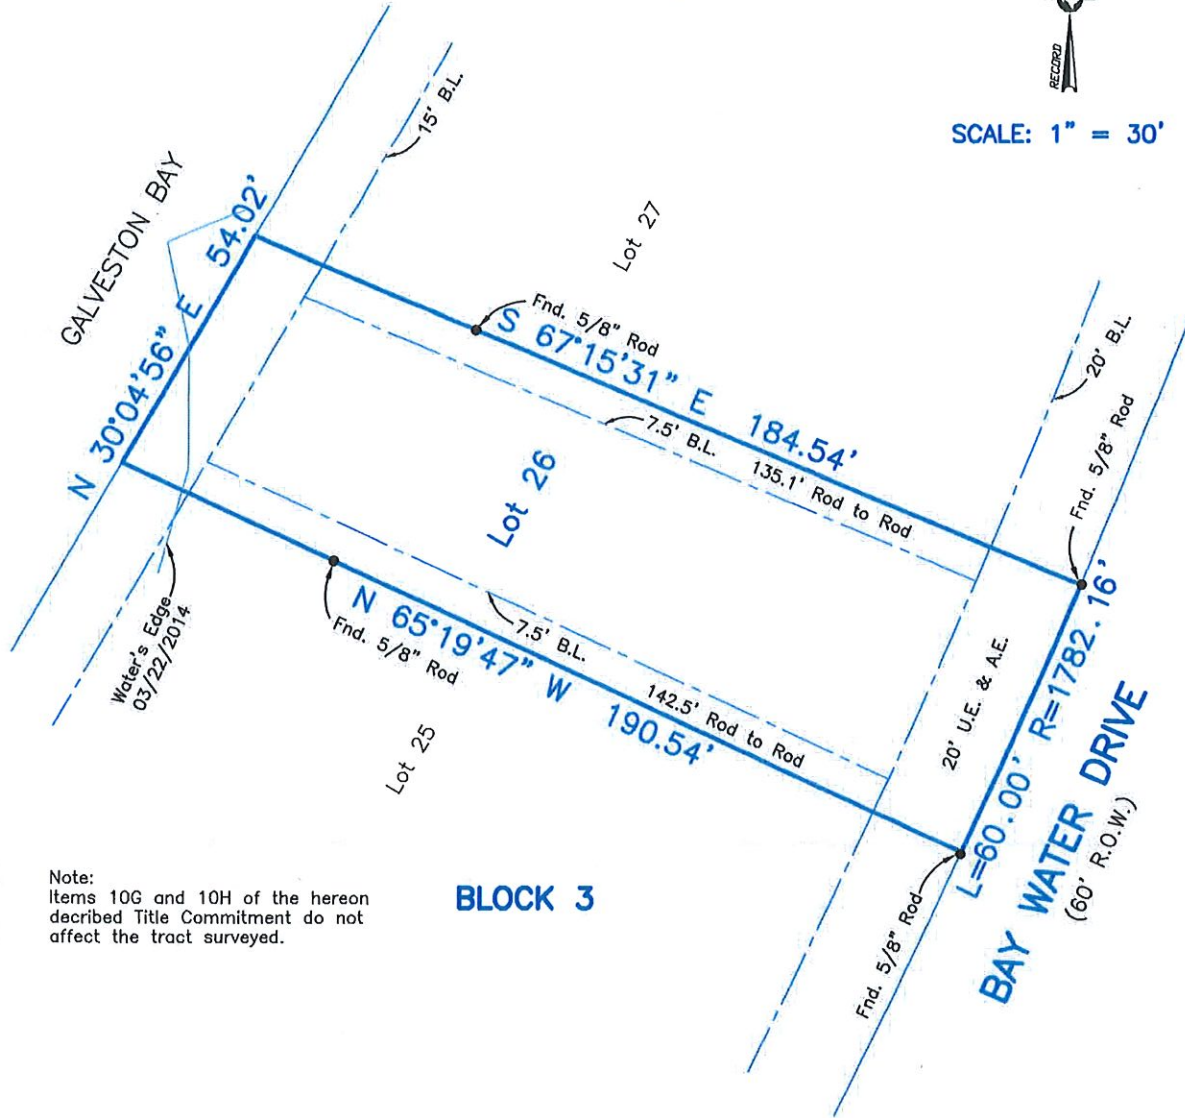 RECORD
SCALE: 1" = 30'
15' B.L.
GALVESTON BAY
Lot 27
N 30°04'56" E 54.02'
Fnd. 5/8" Rod
S 67°15'31" E 184.54'
20' B.L.
7.5' B.L.
135.1' Rod to Rod
Fnd. 5/8" Rod
Lot 26
Water's Edge
03/22/2014
N 65°19'47" W 190.54'
Fnd. 5/8" Rod
7.5' B.L.
142.5' Rod to Rod
20' U.E. & A.E.
L=60.00' R=1782.16'
Lot 25
BAY WATER DRIVE
(60' R.O.W.)
Fnd. 5/8" Rod
Note:
Items 10G and 10H of the hereon
decribed Title Commitment do not
affect the tract surveyed.
BLOCK 3